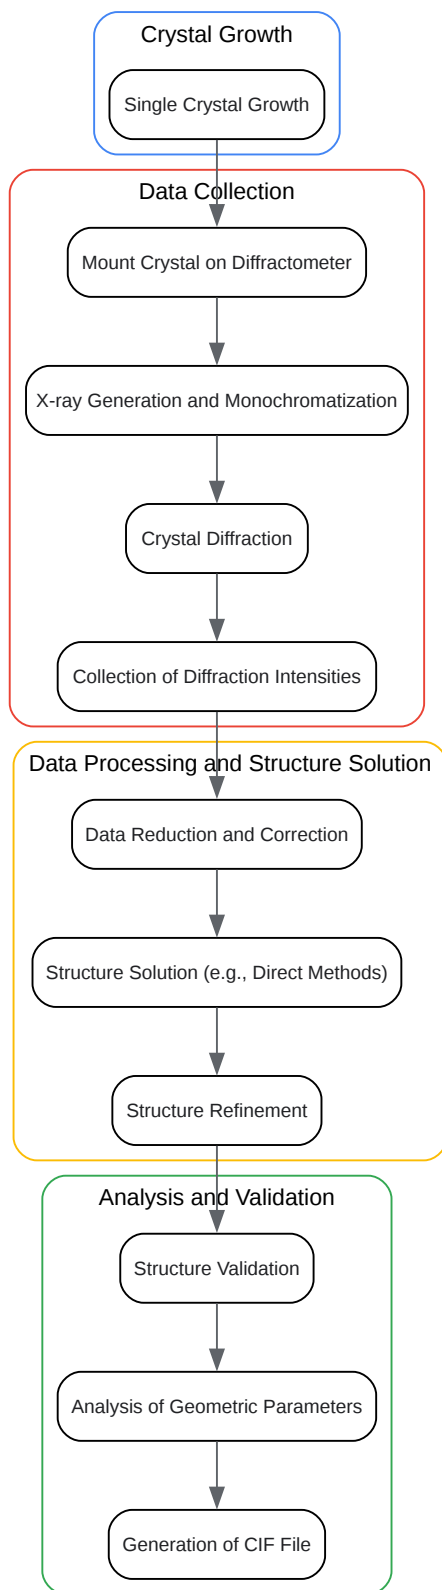 Crystal Growth
Single Crystal Growth
Data Collection
Mount Crystal on Diffractometer
X-ray Generation and Monochromatization
Crystal Diffraction
Collection of Diffraction Intensities
Data Processing and Structure Solution
Data Reduction and Correction
Structure Solution (e.g., Direct Methods)
Structure Refinement
Analysis and Validation
Structure Validation
Analysis of Geometric Parameters
Generation of CIF File